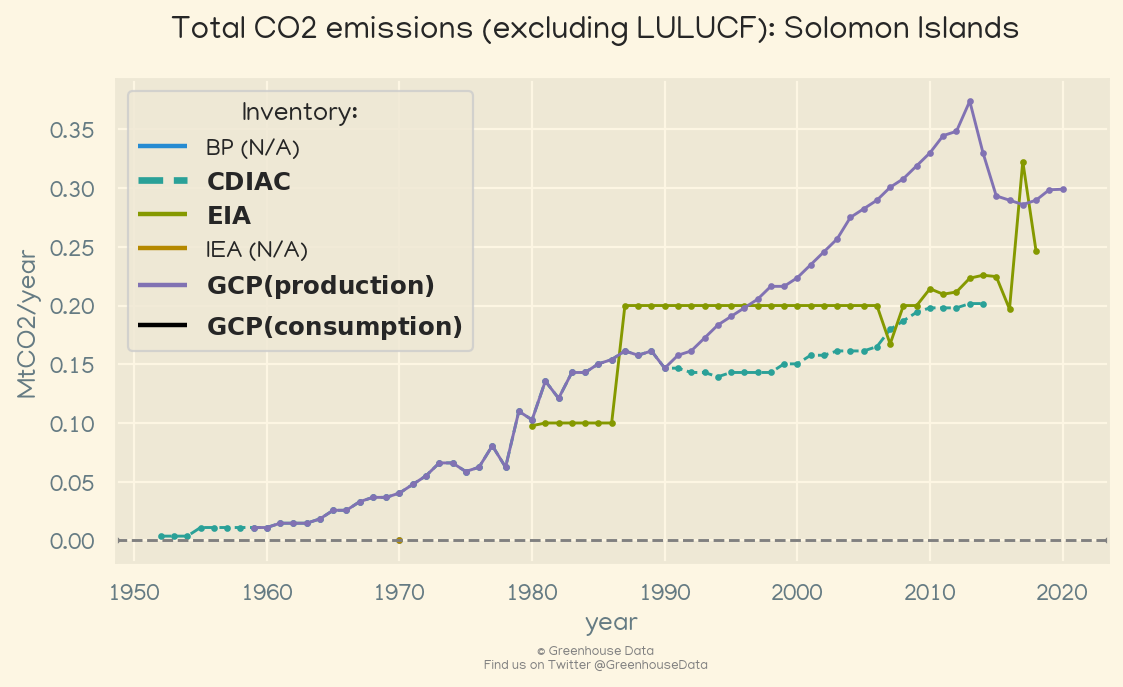 Total CO2 emissions (excluding LULUCF): Solomon Islands
Inventory:
BP (N/A)
CDIAC
EIA
IEA (N/A)
GCP(production)
GCP(consumption)
MtCO2/year
0.35
0.30
0.25
0.20
0.15
0.10
0.05
0.00
1950 1960 1970 1980 1990 2000 2010 2020
year
© Greenhouse Data
Find us on Twitter @GreenhouseData